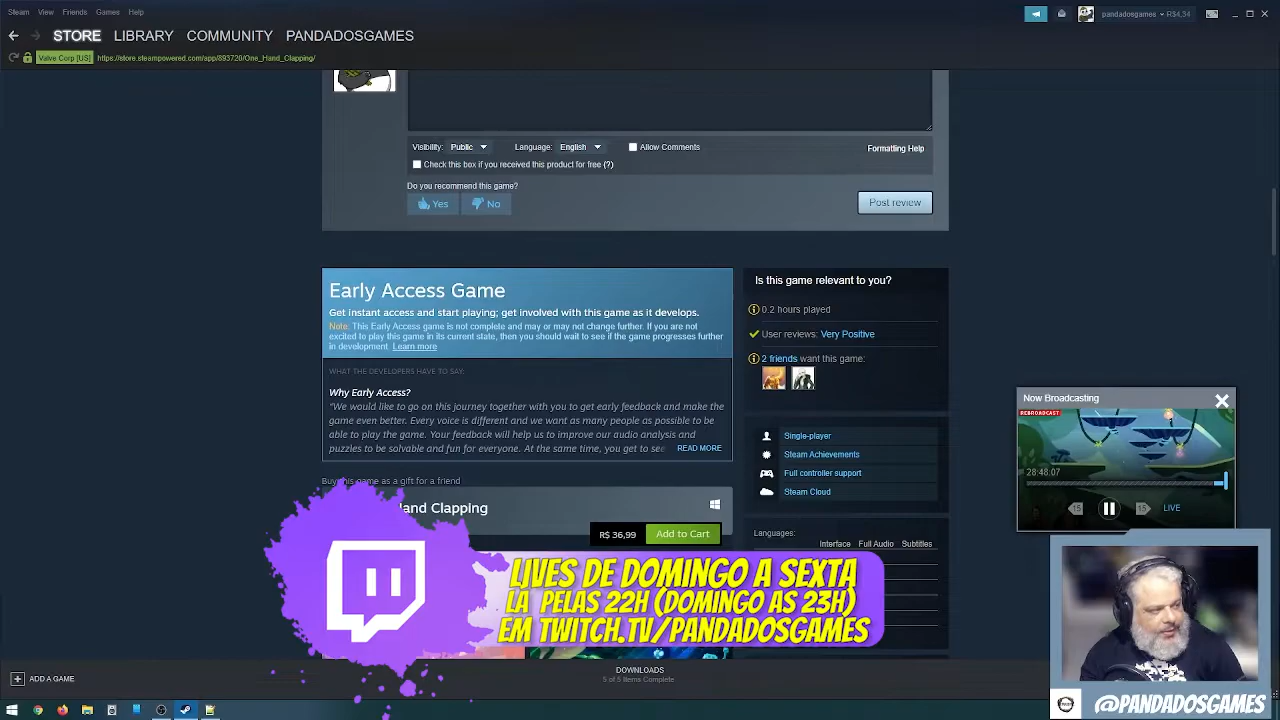 Steam View Friends Games Help
pandadosgames R$4,34
STORE LIBRARY COMMUNITY PANDADOSGAMES
Valve Corp [US] https://store.steampowered.com/app/893720/One_Hand_Clapping/
Visibility: Public Language: English Allow Comments Formatting Help
Check this box if you received this product for free (?)
Do you recommend this game?
Yes No Post review
Early Access Game
Get instant access and start playing; get involved with this game as it develops.
Note: This Early Access game is not complete and may or may not change further. If you are not
excited to play this game in its current state, then you should wait to see if the game progresses further
in development. Learn more
WHAT THE DEVELOPERS HAVE TO SAY:
Why Early Access?
"We would like to go on this journey together with you to get early feedback and make the
game even better. Every voice is different and we want as many people as possible to be
able to play the game. Your feedback will help us to improve our audio analysis and
puzzles to be solvable and fun for everyone. At the same time, you get to see
READ MORE
Is this game relevant to you?
0.2 hours played
User reviews: Very Positive
2 friends want this game:
Single-player
Steam Achievements
Full controller support
Steam Cloud
Languages:
Interface Full Audio Subtitles
Now Broadcasting
REBROADCAST
28:48:07
15 15 LIVE
Buy this game as a gift for a friend
Hand Clapping
R$ 36,99 Add to Cart
LIVES DE DOMINGO A SEXTA
LÁ PELAS 22H (DOMINGO AS 23H)
EM TWITCH.TV/PANDADOSGAMES
ADD A GAME
DOWNLOADS
5 of 5 Items Complete
@PANDADOSGAMES